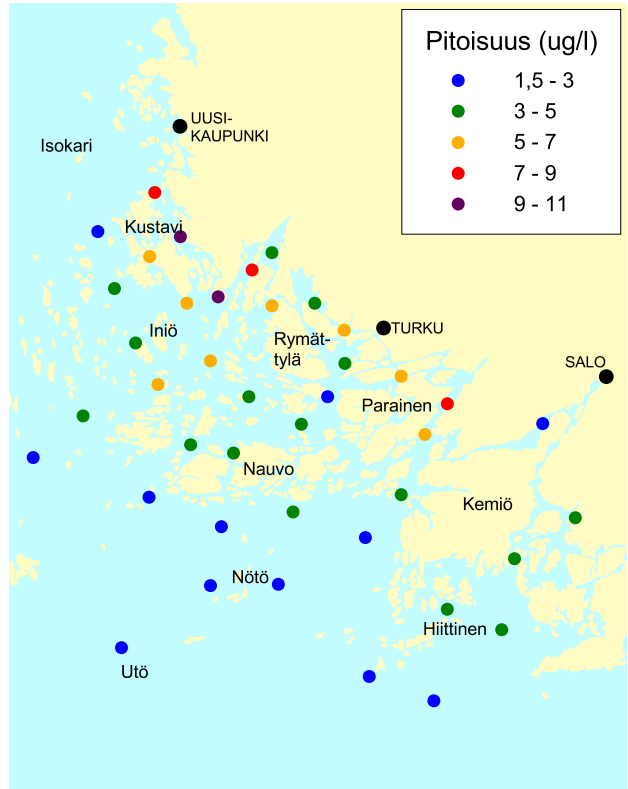 Pitoisuus (ug/l)
1,5 - 3
3 - 5
5 - 7
7 - 9
9 - 11
UUSI-
KAUPUNKI
Isokari
Kustavi
Iniö
Rymät-
tylä
TURKU
SALO
Parainen
Nauvo
Kemiö
Nötö
Hiittinen
Utö